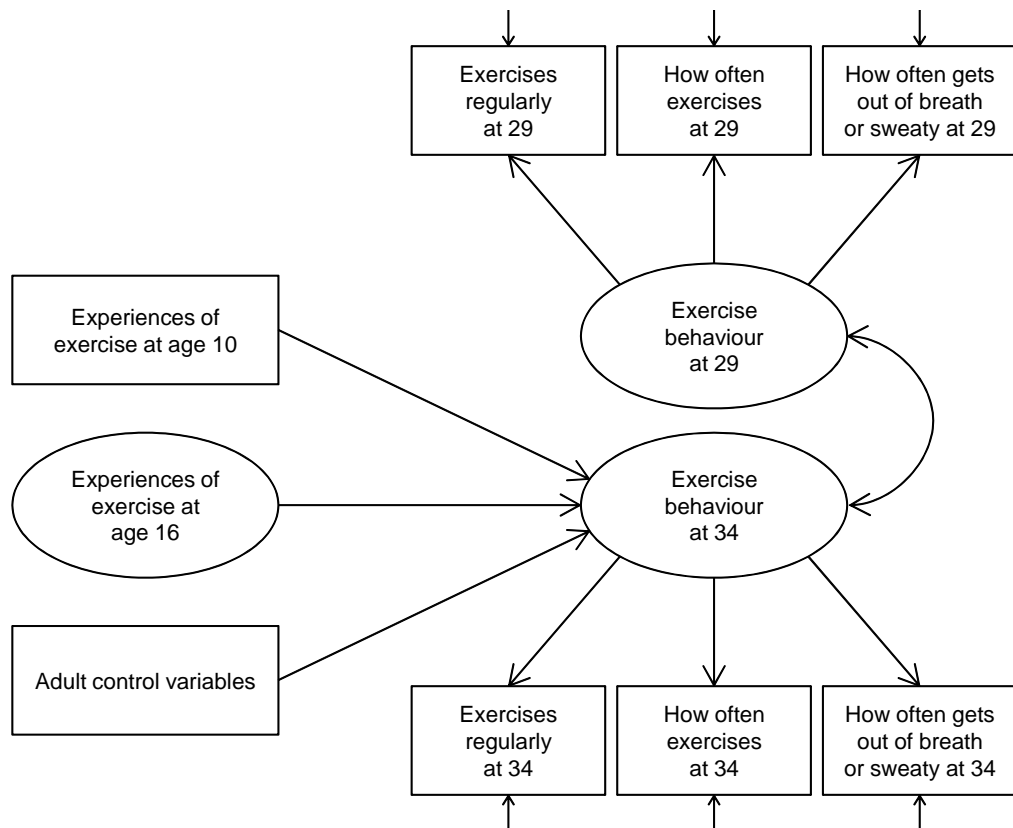 Exercises
regularly
at 29
How often
exercises
at 29
How often gets
out of breath
or sweaty at 29
Experiences of
exercise at age 10
Exercise
behaviour
at 29
Experiences of
exercise at
age 16
Exercise
behaviour
at 34
Adult control variables
Exercises
regularly
at 34
How often
exercises
at 34
How often gets
out of breath
or sweaty at 34